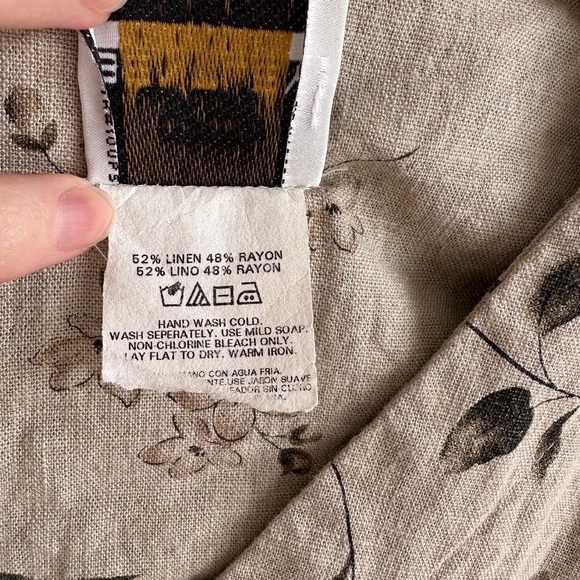 52% LINEN 48% RAYON
52% LINO 48% RAYON
HAND WASH COLD.
WASH SEPERATELY. USE MILD SOAP.
NON-CHLORINE BLEACH ONLY.
LAY FLAT TO DRY. WARM IRON.
CON AGUA FRIA.
USE JABON SUAVE
SIN